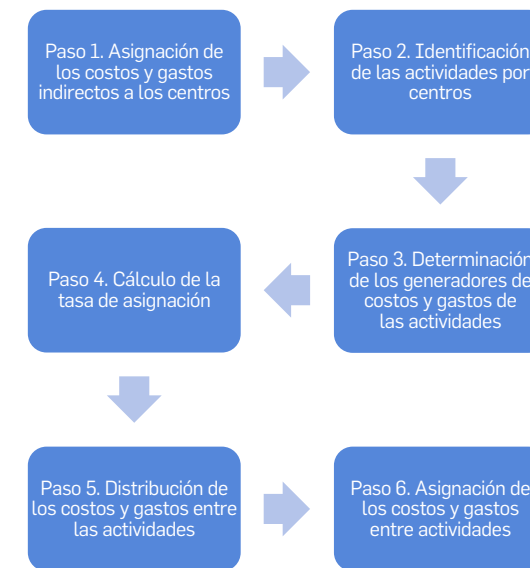 Paso 1. Asignación de
los costos y gastos
indirectos a los centros
Paso 2. Identificación
de las actividades por
centros
Paso 3. Determinación
de los generadores de
costos y gastos de
las actividades
Paso 4. Cálculo de la
tasa de asignación
Paso 5. Distribución de
los costos y gastos entre
las actividades
Paso 6. Asignación de
los costos y gastos
entre actividades